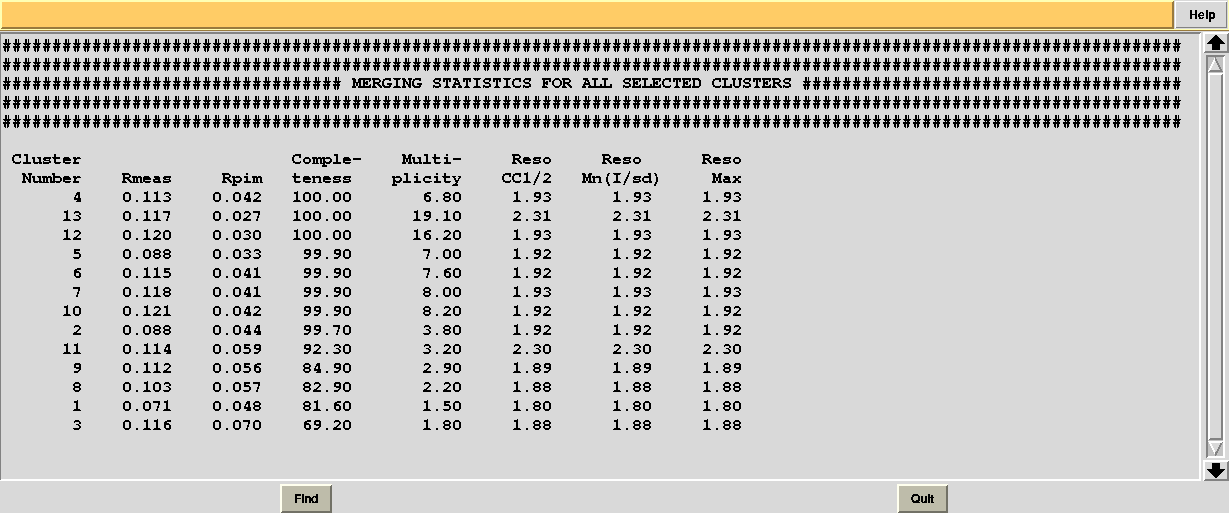 Help
#####################################################################################################################
#####################################################################################################################
################################## MERGING STATISTICS FOR ALL SELECTED CLUSTERS ######################################
#####################################################################################################################
#####################################################################################################################
Cluster Comple- Multi- Reso Reso Reso
Number Rmeas Rpim teness plicity CC1/2 Mn(I/sd) Max
4 0.113 0.042 100.00 6.80 1.93 1.93 1.93
13 0.117 0.027 100.00 19.10 2.31 2.31 2.31
12 0.120 0.030 100.00 16.20 1.93 1.93 1.93
5 0.088 0.033 99.90 7.00 1.92 1.92 1.92
6 0.115 0.041 99.90 7.60 1.92 1.92 1.92
7 0.118 0.041 99.90 8.00 1.93 1.93 1.93
10 0.121 0.042 99.90 8.20 1.92 1.92 1.92
2 0.088 0.044 99.70 3.80 1.92 1.92 1.92
11 0.114 0.059 92.30 3.20 2.30 2.30 2.30
9 0.112 0.056 84.90 2.90 1.89 1.89 1.89
8 0.103 0.057 82.90 2.20 1.88 1.88 1.88
1 0.071 0.048 81.60 1.50 1.80 1.80 1.80
3 0.116 0.070 69.20 1.80 1.88 1.88 1.88
Find Quit